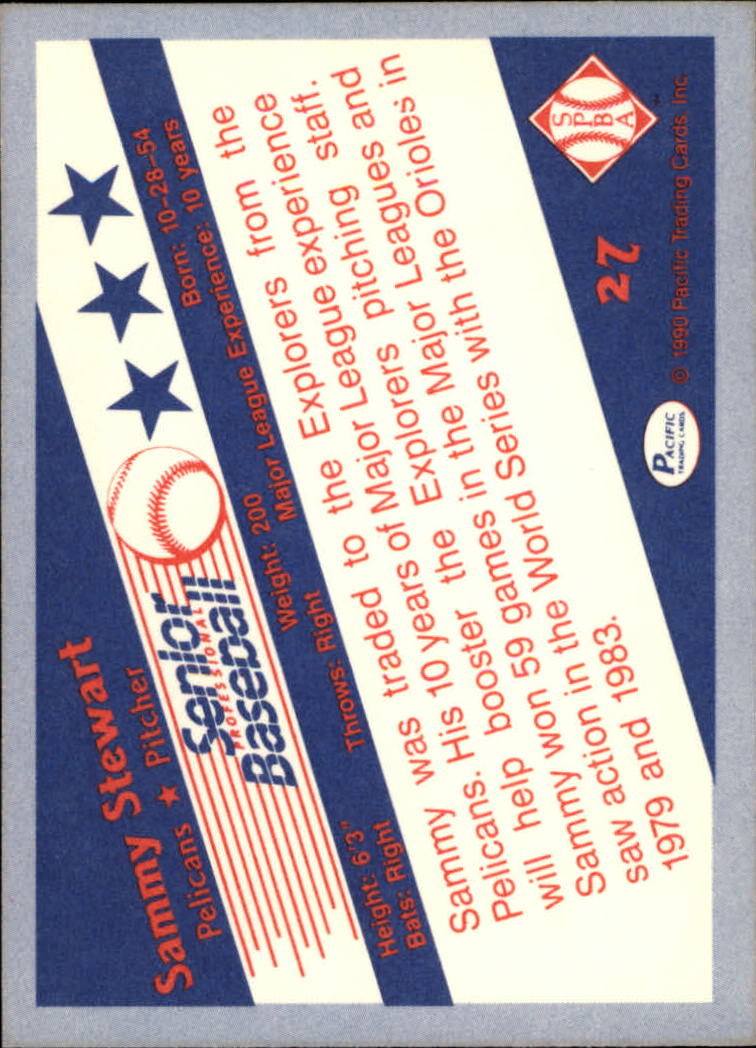 Sammy Stewart
Pelicans ★ Pitcher
Senior
PROFESSIONAL
Baseball
Height: 6'3" Weight: 200 Born: 10-28-54
Bats: Right Throws: Right Major League Experience: 10 years
Sammy was traded to the Explorers from the
Pelicans. His 10 years of Major League experience
will help booster the Explorers pitching staff.
Sammy won 59 games in the Major Leagues and
saw action in the World Series with the Orioles in
1979 and 1983.
PACIFIC
TRADING CARDS
27
SPBA
© 1990 Pacific Trading Cards, Inc.